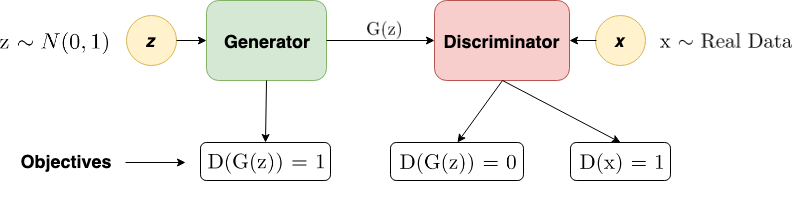 z ∼ N(0, 1)
z
Generator
G(z)
Discriminator
x
x ∼ Real Data
Objectives
D(G(z)) = 1
D(G(z)) = 0
D(x) = 1